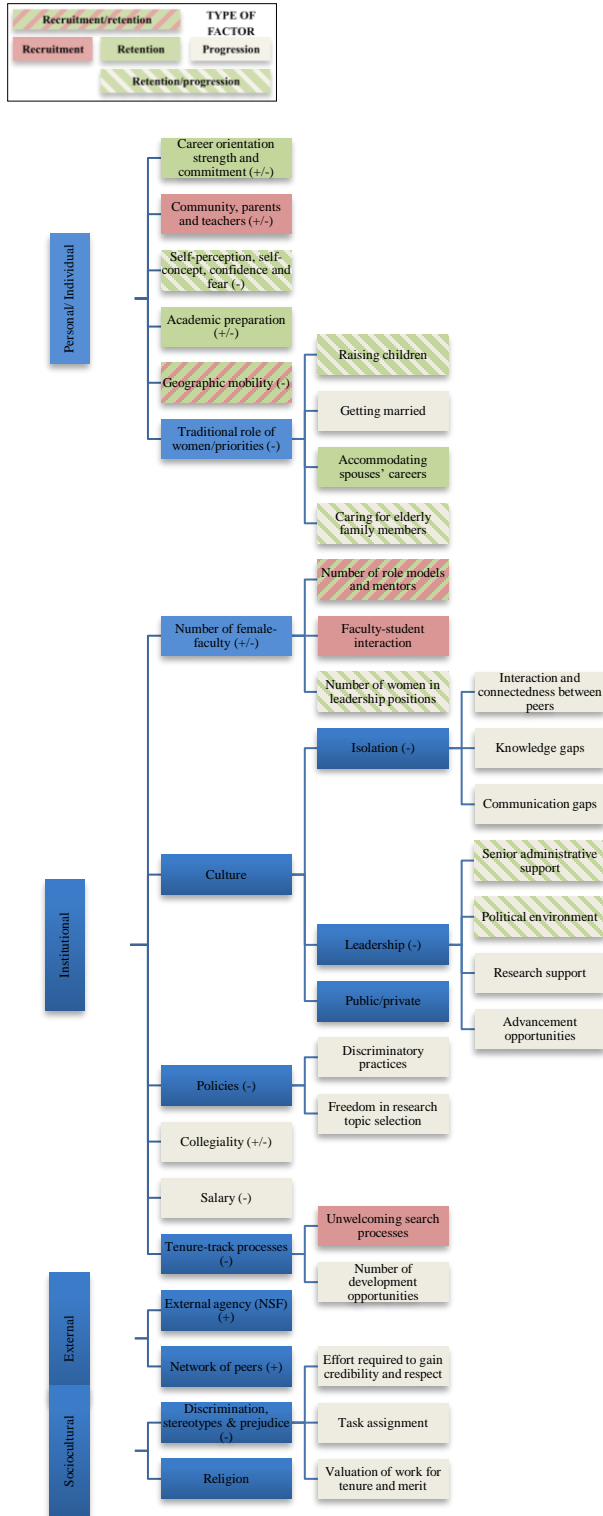 Recruitment/retention
TYPE OF
FACTOR
Recruitment
Retention
Progression
Retention/progression
Personal/ Individual
Career orientation
strength and
commitment (+/-)
Community, parents
and teachers (+/-)
Self-perception, self-
concept, confidence and
fear (-)
Academic preparation
(+/-)
Geographic mobility (-)
Traditional role of
women/priorities (-)
Raising children
Getting married
Accommodating
spouses’ careers
Caring for elderly
family members
Institutional
Number of female-
faculty (+/-)
Number of role models
and mentors
Faculty-student
interaction
Number of women in
leadership positions
Culture
Isolation (-)
Interaction and
connectedness between
peers
Knowledge gaps
Communication gaps
Leadership (-)
Senior administrative
support
Political environment
Research support
Advancement
opportunities
Public/private
Policies (-)
Discriminatory
practices
Freedom in research
topic selection
Collegiality (+/-)
Salary (-)
Tenure-track processes
(-)
Unwelcoming search
processes
Number of
development
opportunities
External
External agency (NSF)
(+)
Network of peers (+)
Sociocultural
Discrimination,
stereotypes & prejudice
(-)
Effort required to gain
credibility and respect
Task assignment
Valuation of work for
tenure and merit
Religion